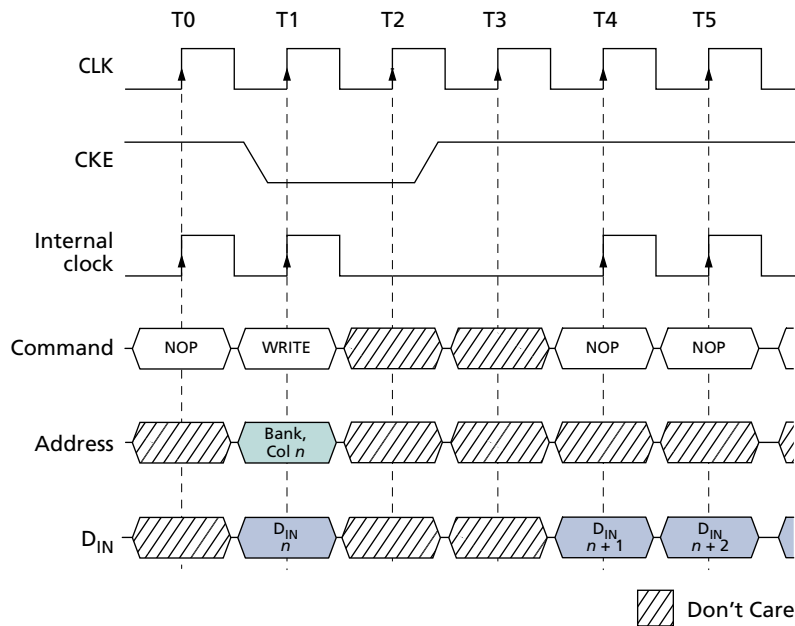 T0 T1 T2 T3 T4 T5
CLK
CKE
Internal
clock
Command NOP WRITE NOP NOP
Address Bank,
Col n
DIN DIN
n DIN
n + 1 DIN
n + 2
Don't Care